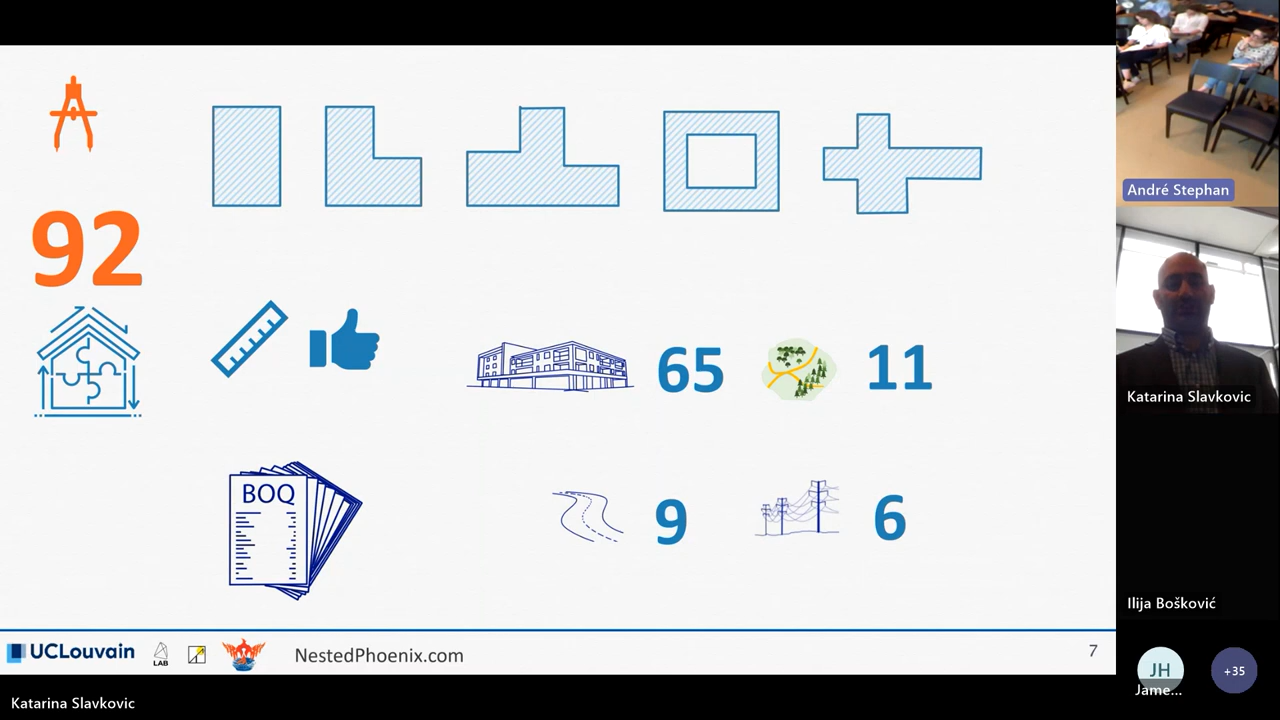 92
65
11
BOQ
9
6
UCLouvain
LAB
NestedPhoenix.com
7
André Stephan
Katarina Slavkovic
Ilija Bošković
JH
Jame...
+35
Katarina Slavkovic